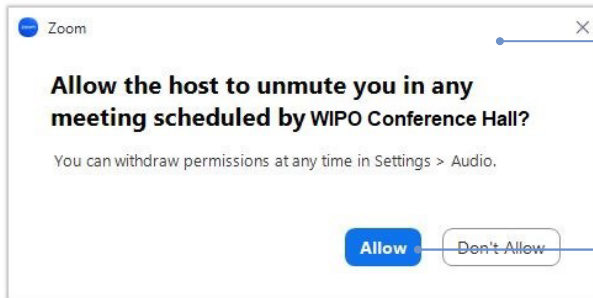 Zoom
Allow the host to unmute you in any
meeting scheduled by WIPO Conference Hall?
You can withdraw permissions at any time in Settings > Audio.
Allow Don't Allow